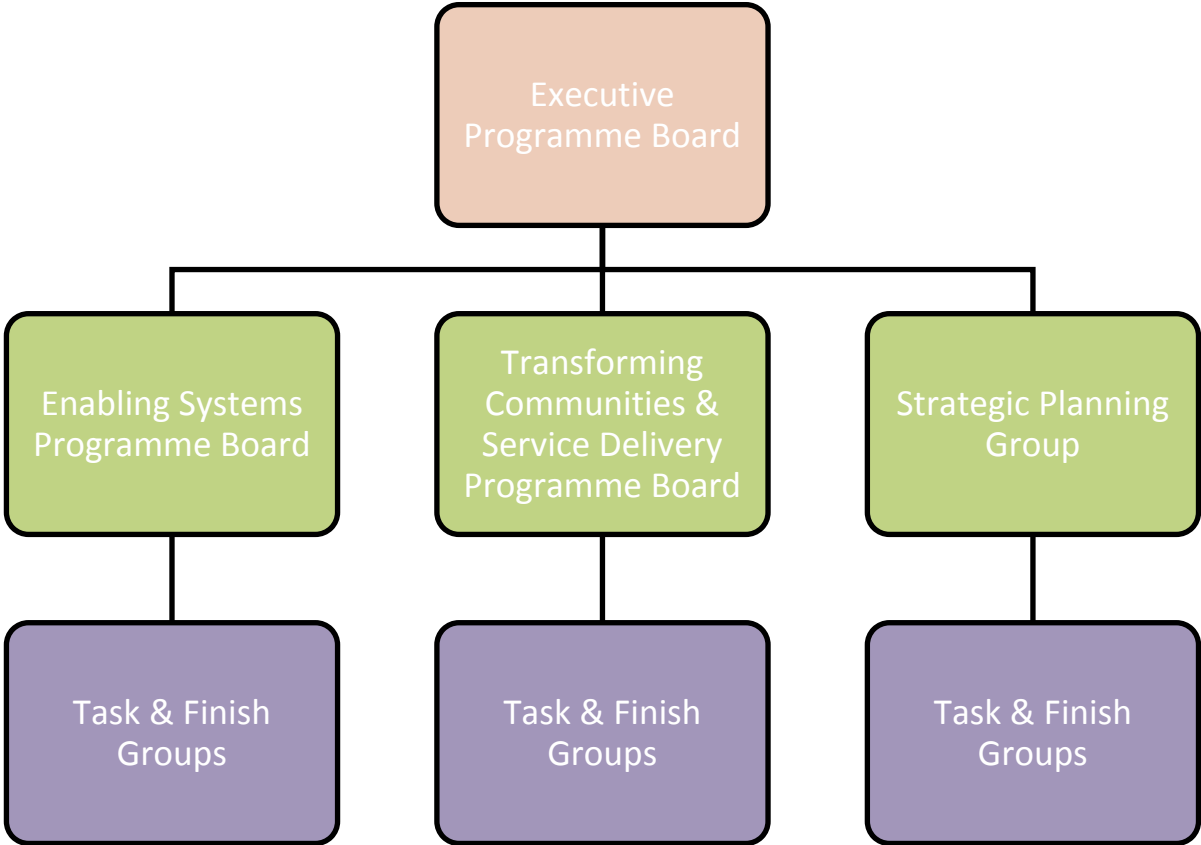 Executive
Programme Board
Enabling Systems
Programme Board
Transforming
Communities &
Service Delivery
Programme Board
Strategic Planning
Group
Task & Finish
Groups
Task & Finish
Groups
Task & Finish
Groups